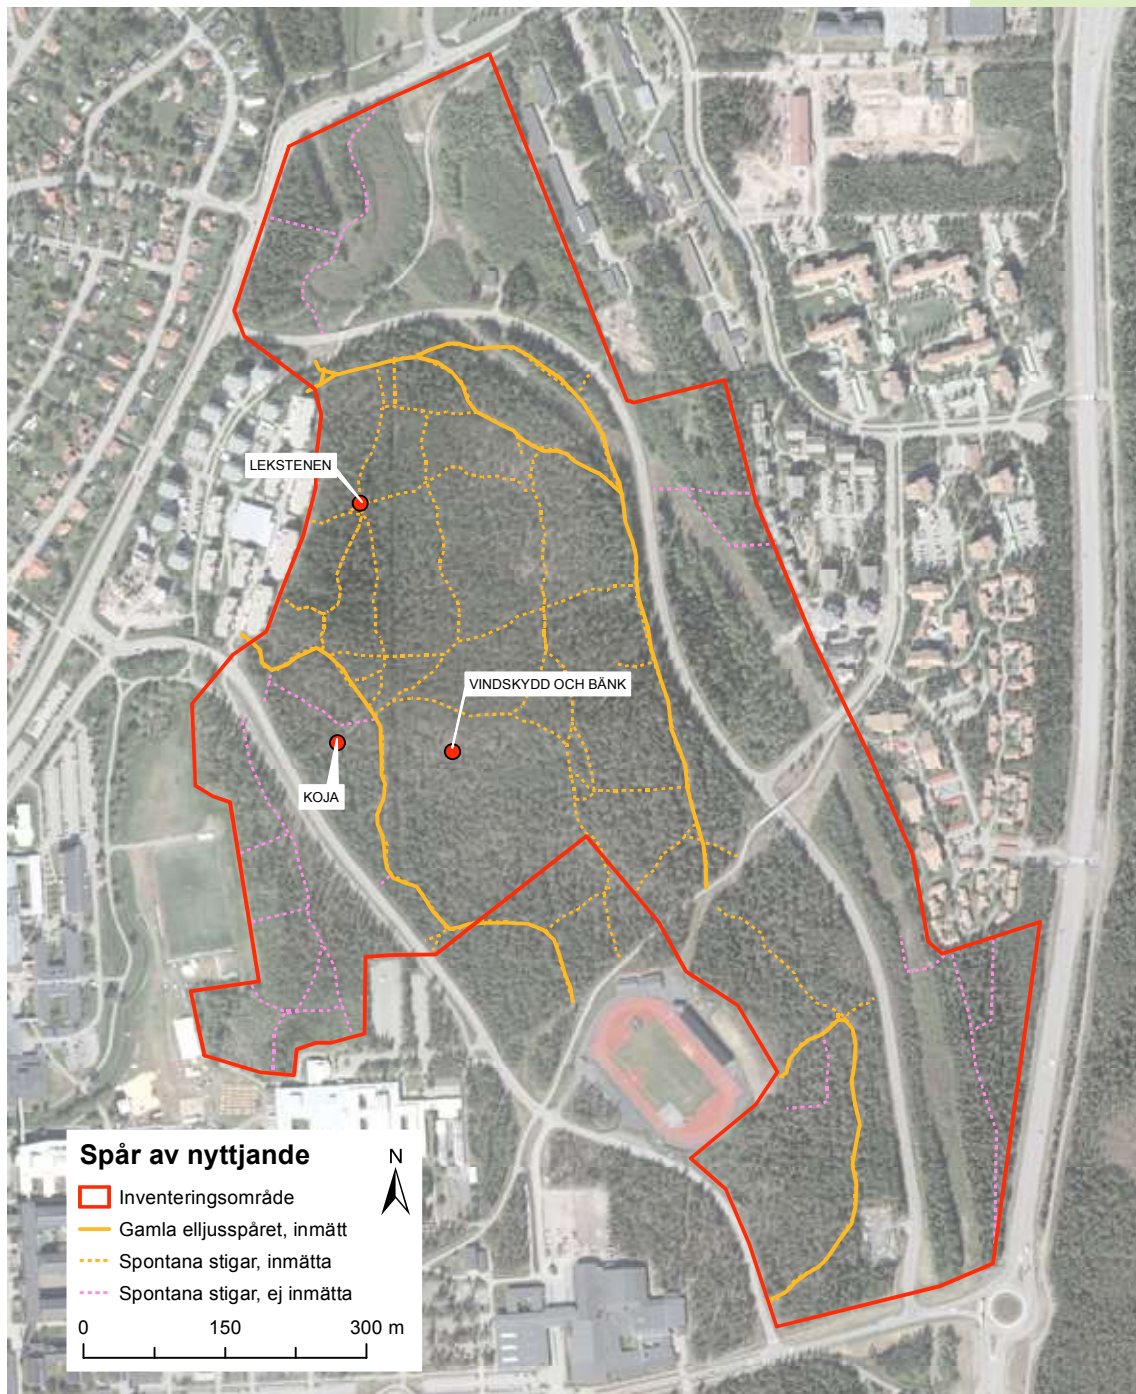 LEKSTENEN
VINDSKYDD OCH BÄNK
KOJA
Spår av nyttjande
N
Inventeringsområde
Gamla elljusspåret, inmätt
Spontana stigar, inmätta
Spontana stigar, ej inmätta
0 150 300 m